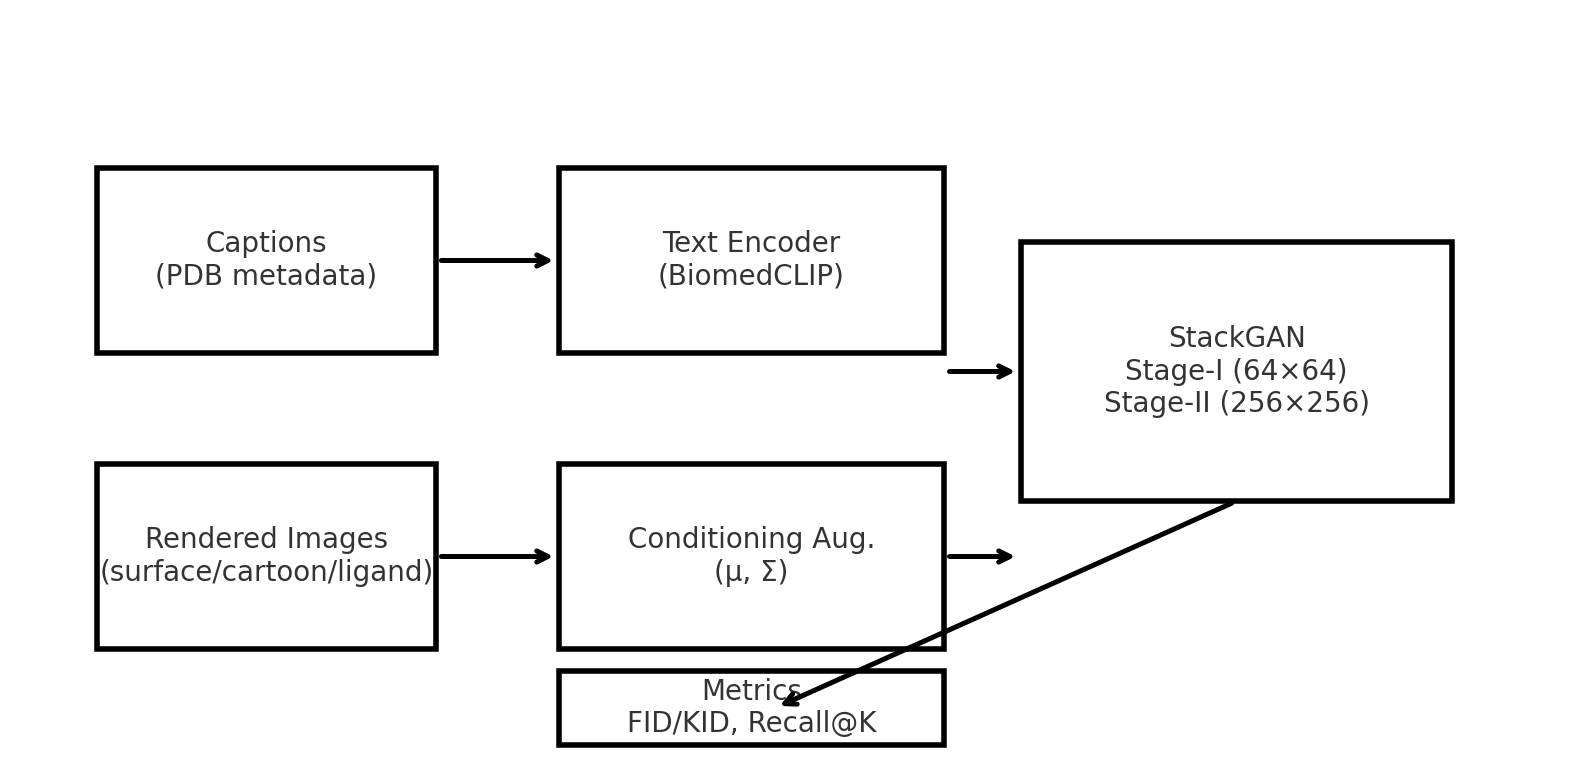 Captions
(PDB metadata)
Text Encoder
(BiomedCLIP)
StackGAN
Stage-I (64×64)
Stage-II (256×256)
Rendered Images
(surface/cartoon/ligand)
Conditioning Aug.
(μ, Σ)
Metrics
FID/KID, Recall@K